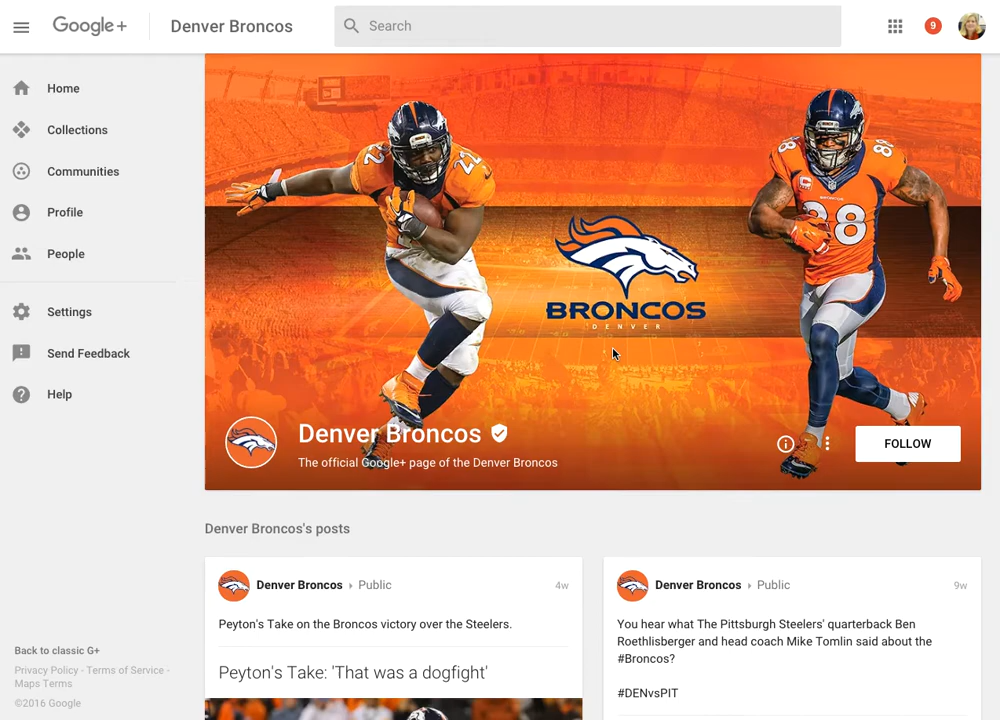 Google+
Denver Broncos
Search
9
Home
Collections
Communities
Profile
People
Settings
Send Feedback
Help
Back to classic G+
Privacy Policy - Terms of Service -
Maps Terms
©2016 Google
22
22
88
88
88
BRONCOS
DENVER
Denver Broncos
The official Google+ page of the Denver Broncos
FOLLOW
Denver Broncos's posts
Denver Broncos Public
4w
Peyton's Take on the Broncos victory over the Steelers.
Peyton's Take: 'That was a dogfight'
Denver Broncos Public
9w
You hear what The Pittsburgh Steelers' quarterback Ben
Roethlisberger and head coach Mike Tomlin said about the
#Broncos?
#DENvsPIT